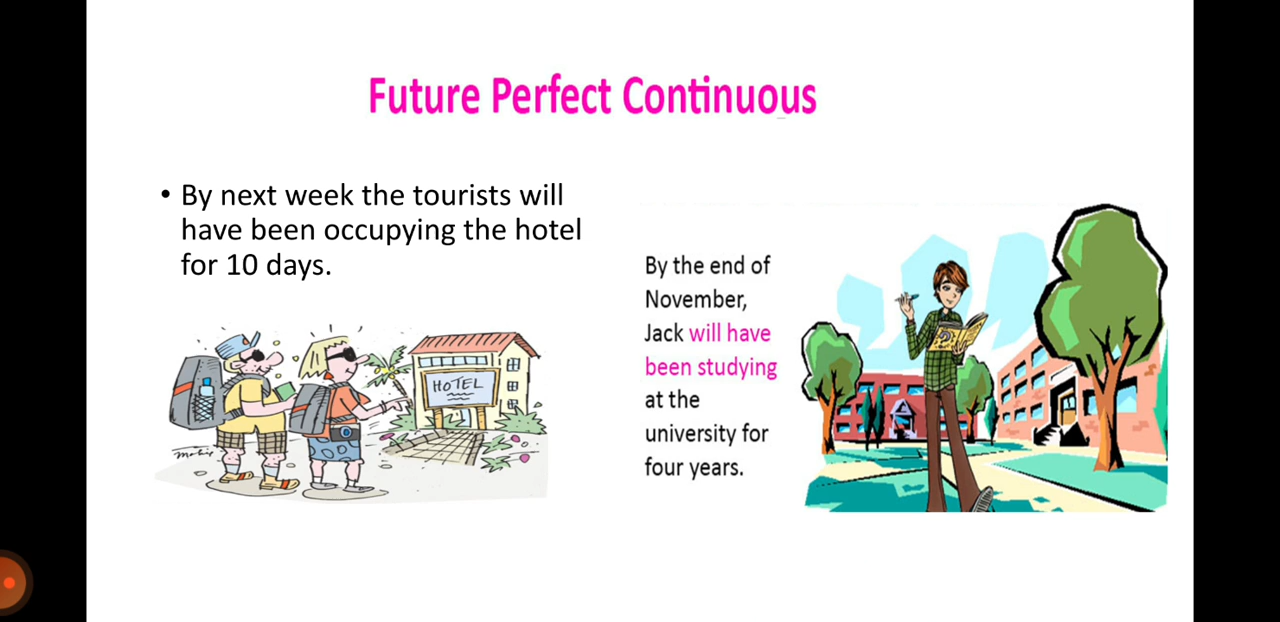 Future Perfect Continuous
• By next week the tourists will
have been occupying the hotel
for 10 days.
By the end of
November,
Jack will have
been studying
at the
university for
four years.
HOTEL